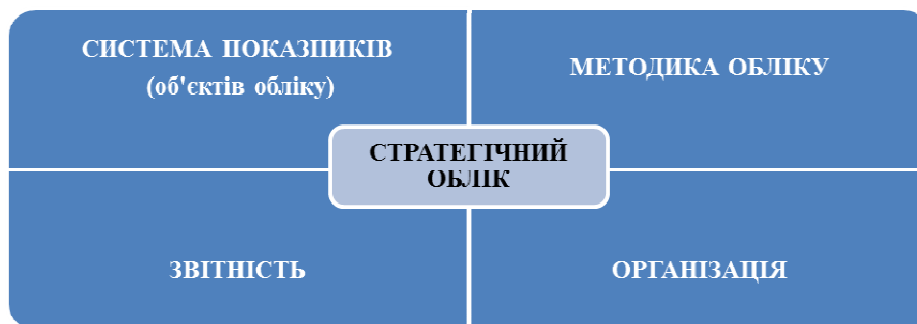 СИСТЕМА ПОКАЗНИКІВ
(об'єктів обліку)
МЕТОДИКА ОБЛІКУ
СТРАТЕГІЧНИЙ
ОБЛІК
ЗВІТНІСТЬ
ОРГАНІЗАЦІЯ